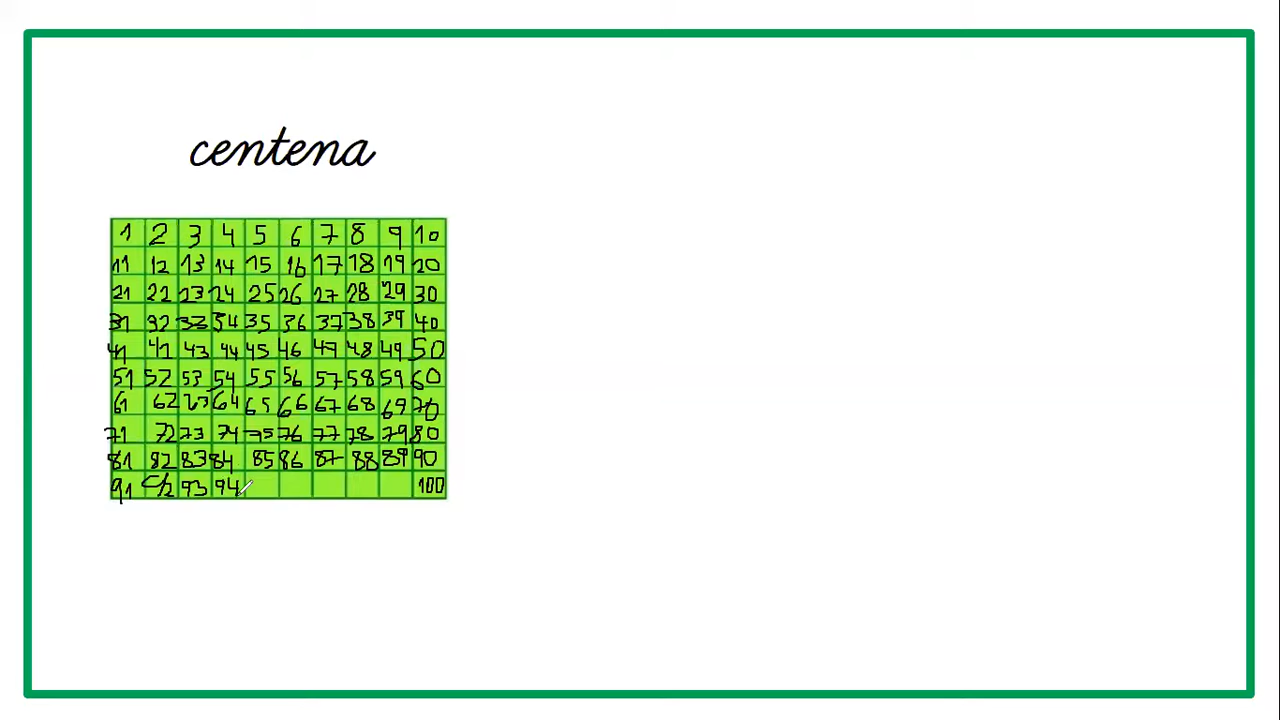 centena
1 2 3 4 5 6 7 8 9 10
11 12 13 14 15 16 17 18 19 20
21 22 23 24 25 26 27 28 29 30
31 32 33 34 35 36 37 38 39 40
41 41 43 44 45 46 47 48 49 50
51 52 53 54 55 56 57 58 59 60
61 62 63 64 65 66 67 68 69 70
71 72 73 74 75 76 77 78 79 80
81 82 83 84 85 86 87 88 89 90
91 93 94 100